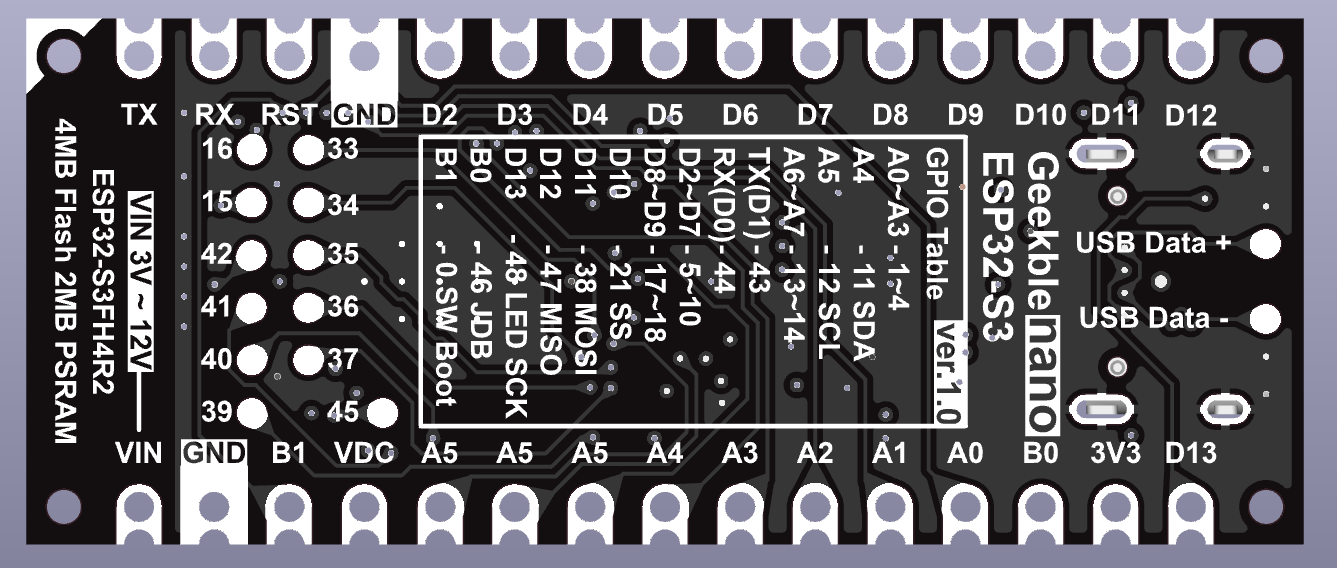 TX RX RST GND D2 D3 D4 D5 D6 D7 D8 D9 D10 D11 D12
4MB Flash 2MB PSRAM
ESP32-S3FH4R2
VIN 3V ~ 12V
16 33
15 34
42 35
41 36
40 37
39 45
GPIO Table
Ver.1.0
A0~A3 - 1~4
A4 - 11 SDA
A5 - 12 SCL
A6~A7 - 13~14
TX(D1) - 43
RX(D0) - 44
D2~D7 - 5~10
D8~D9 - 17~18
D10 - 21 SS
D11 - 38 MOSI
D12 - 47 MISO
D13 - 48 LED SCK
B0 - 46 JDB
B1 - 0.SW Boot
Geekble nano
ESP32-S3
USB Data +
USB Data -
VIN GND B1 VDC A5 A5 A5 A4 A3 A2 A1 A0 B0 3V3 D13